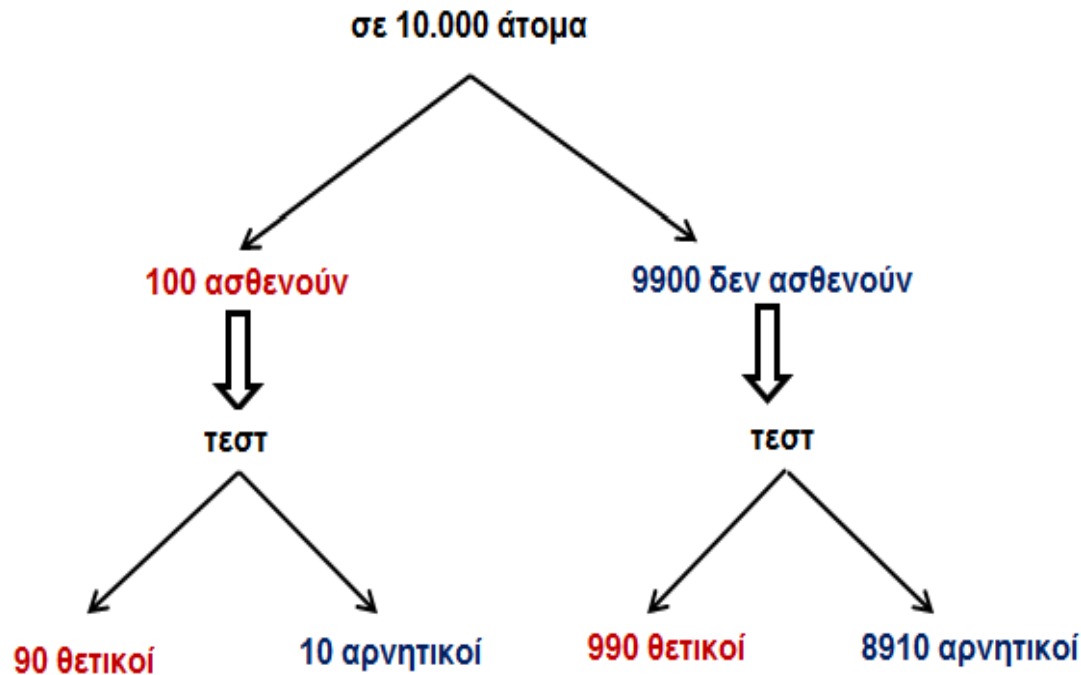 σε 10.000 άτομα
100 ασθενούν
9900 δεν ασθενούν
τεστ
τεστ
90 θετικοί
10 αρνητικοί
990 θετικοί
8910 αρνητικοί